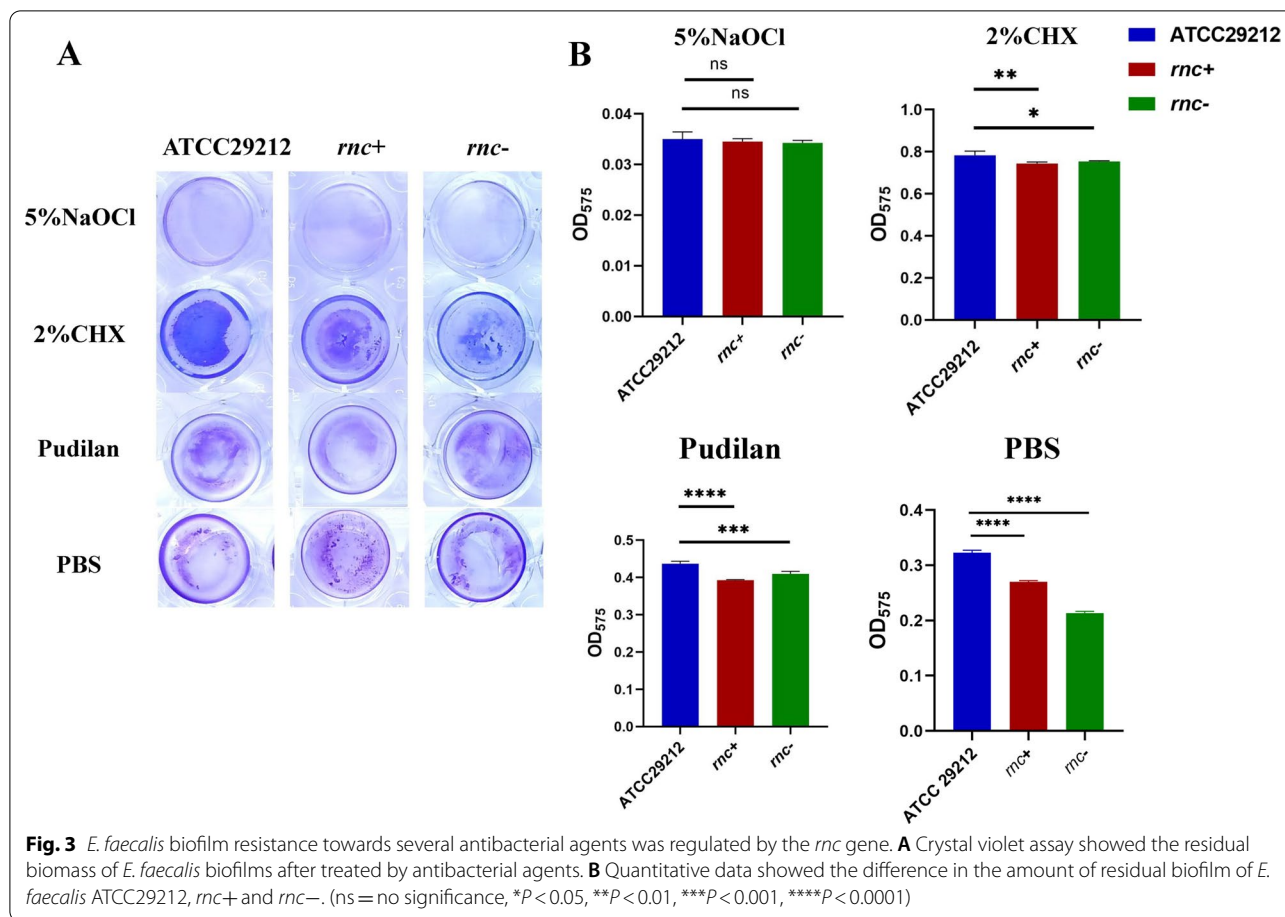 A
ATCC29212 rnc+ rnc-
5%NaOCl
2%CHX
Pudilan
PBS
B
5%NaOCl
ns
ns
OD575
0.04
0.03
0.02
0.01
0.00
ATCC29212 rnc+ rnc-
2%CHX
**
*
OD575
1.0
0.8
0.6
0.4
0.2
0.0
ATCC29212 rnc+ rnc-
ATCC29212
rnc+
rnc-
Pudilan
****
***
OD575
0.5
0.4
0.3
0.2
0.1
0.0
ATCC29212 rnc+ rnc-
PBS
****
****
OD575
0.4
0.3
0.2
0.1
0.0
ATCC 29212 rnc+ rnc-
Fig. 3 E. faecalis biofilm resistance towards several antibacterial agents was regulated by the rnc gene. A Crystal violet assay showed the residual
biomass of E. faecalis biofilms after treated by antibacterial agents. B Quantitative data showed the difference in the amount of residual biofilm of E.
faecalis ATCC29212, rnc+ and rnc−. (ns = no significance, *P < 0.05, **P < 0.01, ***P < 0.001, ****P < 0.0001)